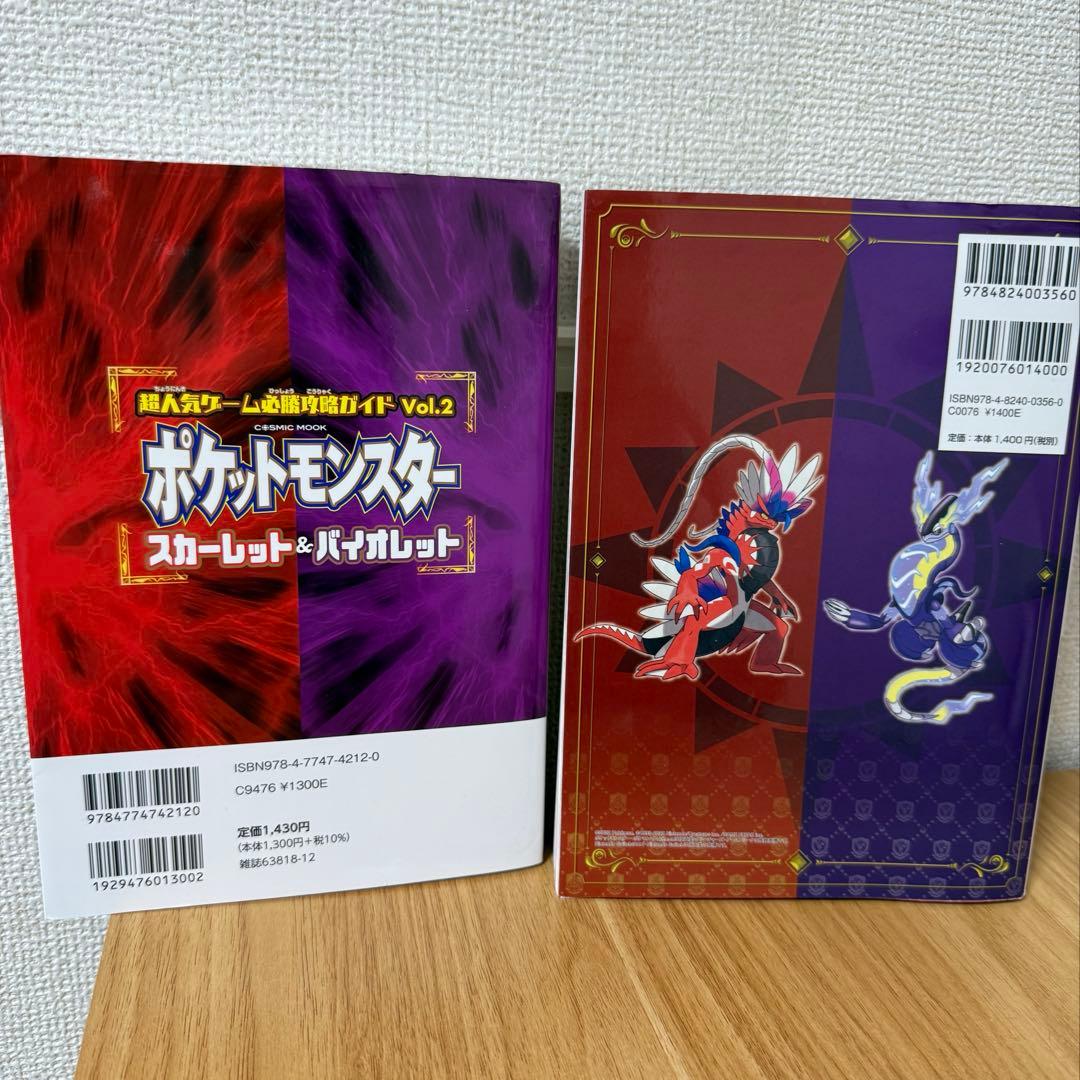 ちょうにんき ひっしょう こうりゃく
超人気ゲーム必勝攻略ガイド Vol.2
COSMIC MOOK
ポケットモンスター
スカーレット&バイオレット
ISBN978-4-7747-4212-0
C9476 ¥1300E
9784774742120
定価1,430円
(本体1,300円+税10%)
雑誌63818-12
1929476013002
9784824003560
1920076014000
ISBN978-4-8240-0356-0
C0076 ¥1400E
定価:本体1,400円(税別)